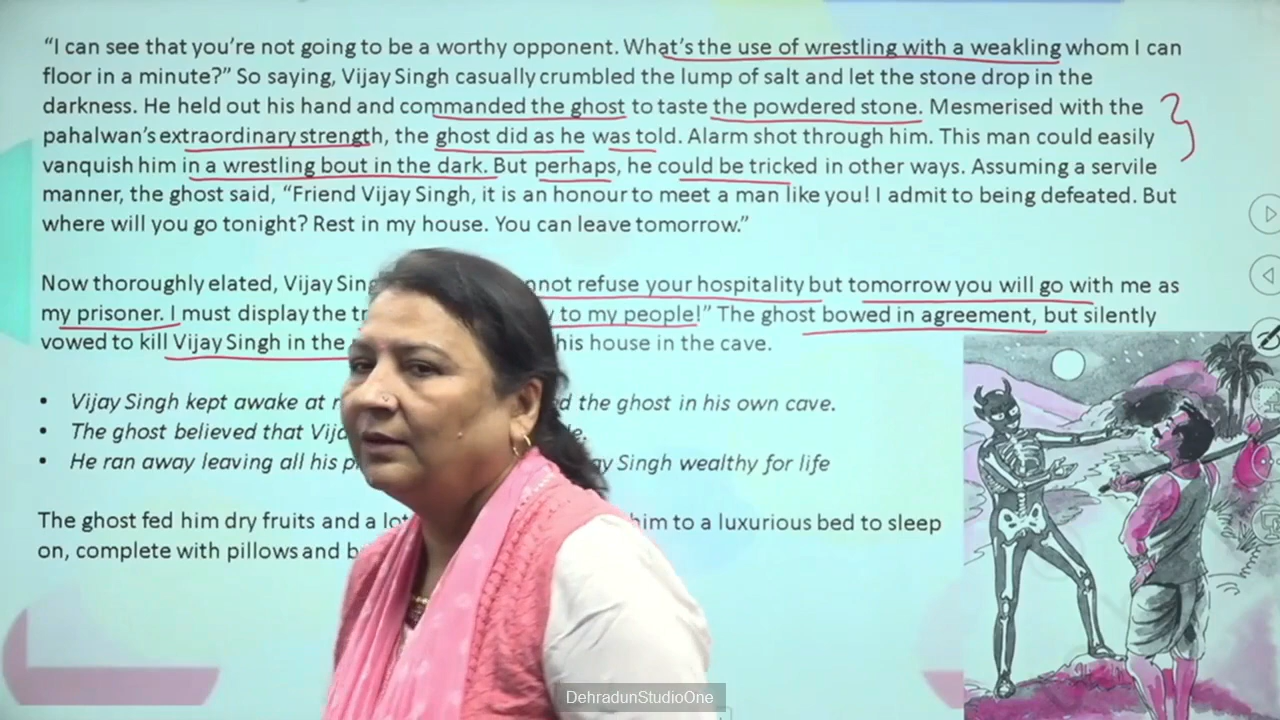 “I can see that you’re not going to be a worthy opponent. What’s the use of wrestling with a weakling whom I can
floor in a minute?” So saying, Vijay Singh casually crumbled the lump of salt and let the stone drop in the
darkness. He held out his hand and commanded the ghost to taste the powdered stone. Mesmerised with the
pahalwan’s extraordinary strength, the ghost did as he was told. Alarm shot through him. This man could easily
vanquish him in a wrestling bout in the dark. But perhaps, he could be tricked in other ways. Assuming a servile
manner, the ghost said, “Friend Vijay Singh, it is an honour to meet a man like you! I admit to being defeated. But
where will you go tonight? Rest in my house. You can leave tomorrow.”
Now thoroughly elated, Vijay refuse your hospitality but tomorrow you will go with me as
my prisoner. I must display the to my people!” The ghost bowed in agreement, but silently
vowed to kill Vijay Singh in the his house in the cave.
• Vijay Singh kept awake at the ghost in his own cave.
• The ghost believed that
• He ran away leaving all his Singh wealthy for life
The ghost fed him dry fruits and a him to a luxurious bed to sleep
on, complete with pillows and
DehradunStudioOne